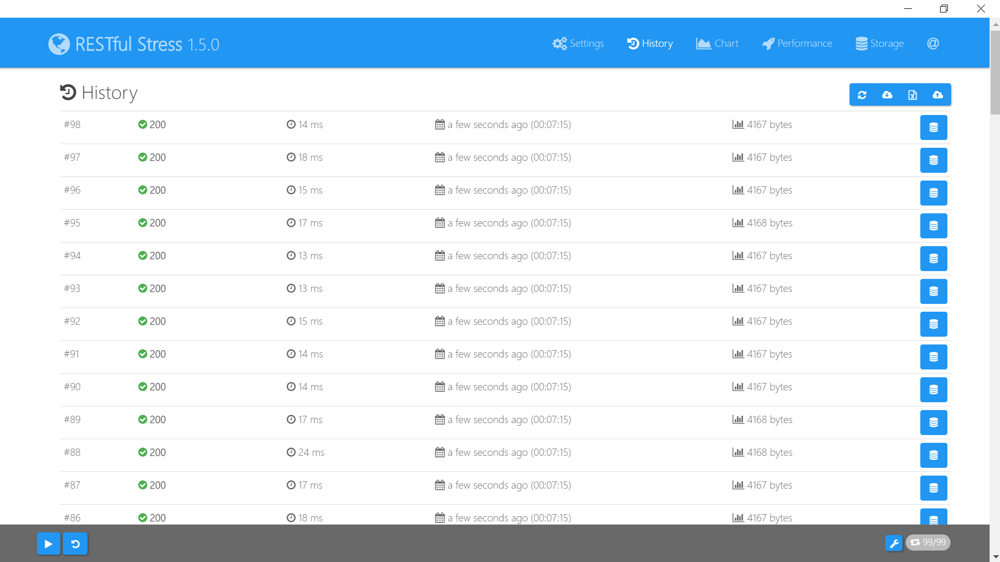 RESTful Stress 1.5.0 Settings History Chart Performance Storage @
History
#98 200 14 ms a few seconds ago (00:07:15) 4167 bytes
#97 200 18 ms a few seconds ago (00:07:15) 4167 bytes
#96 200 15 ms a few seconds ago (00:07:15) 4167 bytes
#95 200 17 ms a few seconds ago (00:07:15) 4168 bytes
#94 200 13 ms a few seconds ago (00:07:15) 4167 bytes
#93 200 13 ms a few seconds ago (00:07:15) 4167 bytes
#92 200 15 ms a few seconds ago (00:07:15) 4167 bytes
#91 200 14 ms a few seconds ago (00:07:15) 4167 bytes
#90 200 14 ms a few seconds ago (00:07:15) 4167 bytes
#89 200 17 ms a few seconds ago (00:07:15) 4168 bytes
#88 200 24 ms a few seconds ago (00:07:15) 4168 bytes
#87 200 17 ms a few seconds ago (00:07:15) 4167 bytes
#86 200 18 ms a few seconds ago (00:07:15) 4167 bytes
99/99